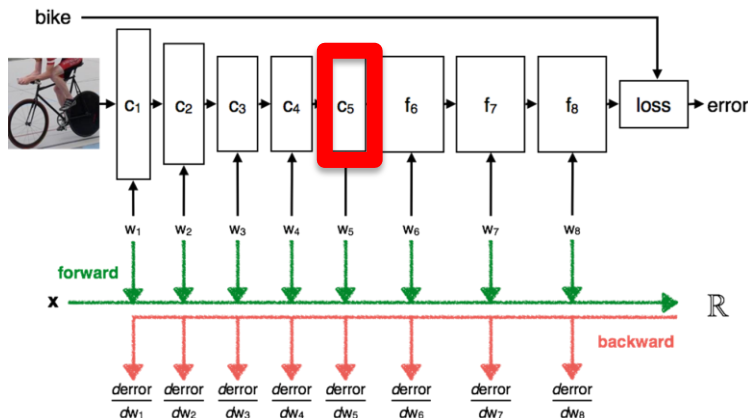 bike
c₁ c₂ c₃ c₄ c₅ f₆ f₇ f₈ loss error
w₁ w₂ w₃ w₄ w₅ w₆ w₇ w₈
forward
x ℝ
backward
derror derror derror derror derror derror derror derror
dw₁ dw₂ dw₃ dw₄ dw₅ dw₆ dw₇ dw₈